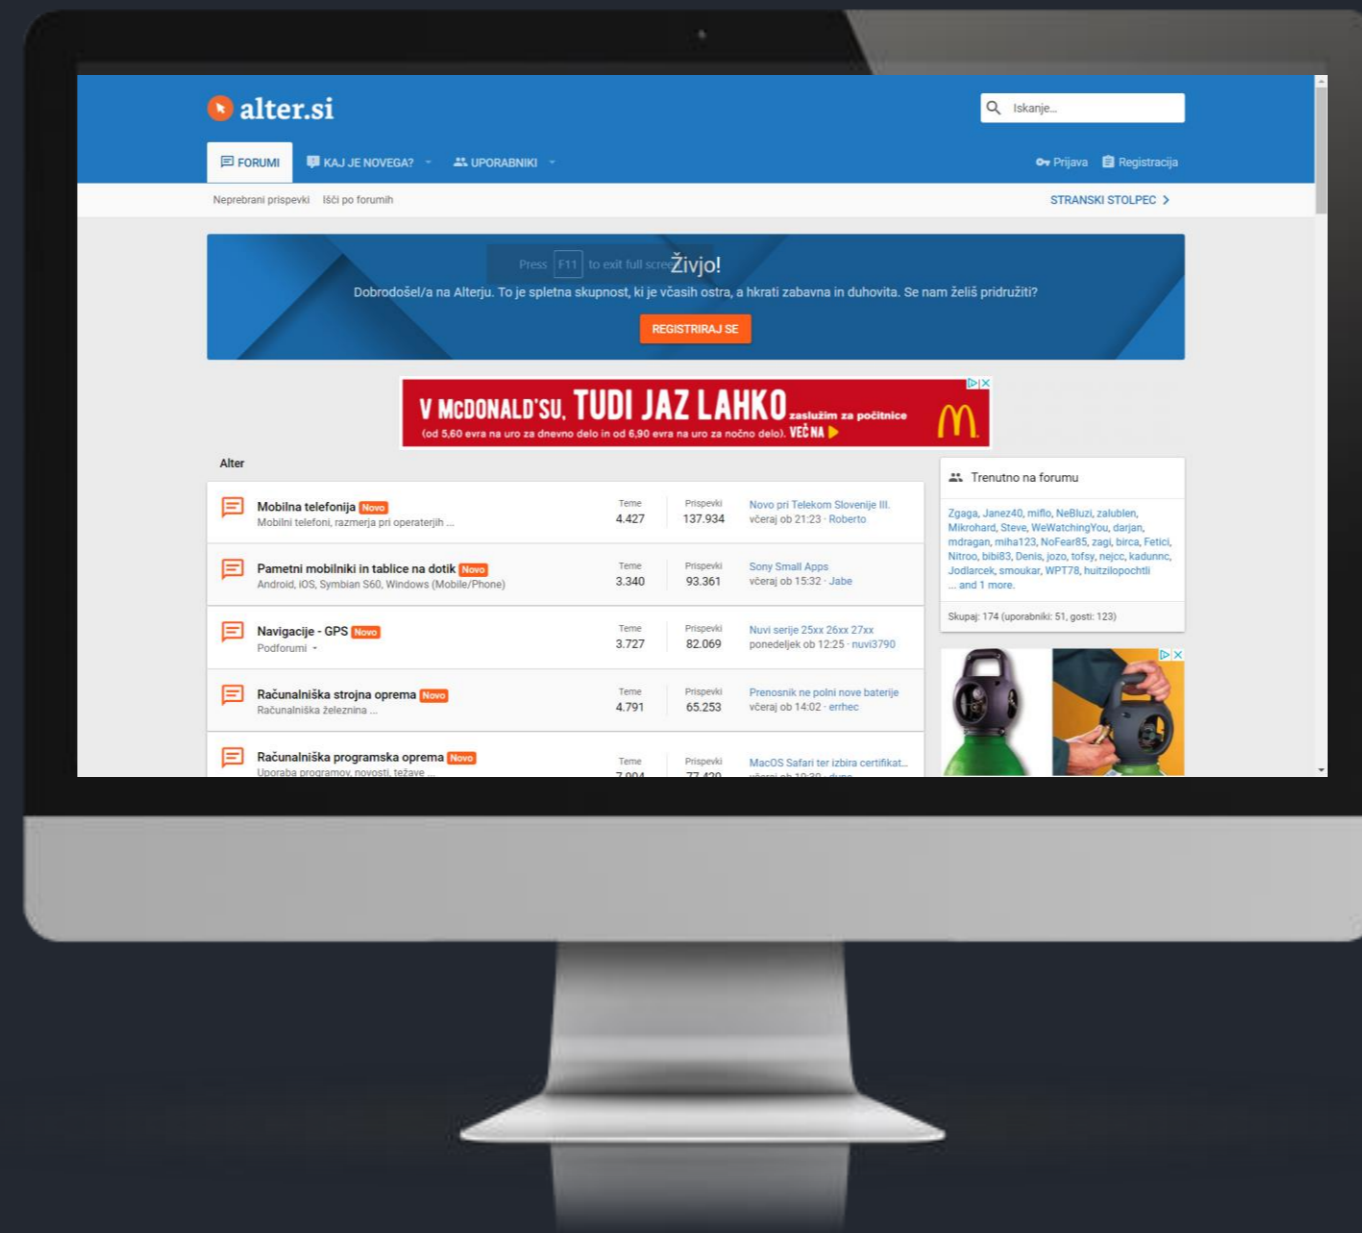 alter.si
Iskanje...
FORUMI
KAJ JE NOVEGA?
UPORABNIKI
Prijava
Registracija
Neprebrani prispevki
Išči po forumih
STRANSKI STOLPEC
Press F11 to exit full screen
Živjo!
Dobrodošel/a na Alterju. To je spletna skupnost, ki je včasih ostra, a hkrati zabavna in duhovita. Se nam želiš pridružiti?
REGISTRIRAJ SE
V MCDONALD'SU, TUDI JAZ LAHKO zaslužim za počitnice
(od 5,60 evra na uro za dnevno delo in od 6,90 evra na uro za nočno delo). VEČ NA
Alter
Mobilna telefonija Novo
Mobilni telefoni, razmerja pri operaterjih ...
Teme
4.427
Prispevki
137.934
Novo pri Telekom Slovenije III.
včeraj ob 21:23 · Roberto
Pametni mobilniki in tablice na dotik Novo
Android, iOS, Symbian S60, Windows (Mobile/Phone)
Teme
3.340
Prispevki
93.361
Sony Small Apps
včeraj ob 15:32 · Jabe
Navigacije - GPS Novo
Podforumi
Teme
3.727
Prispevki
82.069
Nuvi serije 25xx 26xx 27xx
ponedeljek ob 12:25 · nuvi3790
Računalniška strojna oprema Novo
Računalniška železnina ...
Teme
4.791
Prispevki
65.253
Prenosnik ne polni nove baterije
včeraj ob 14:02 · errhec
Računalniška programska oprema Novo
Uporaba programov, novosti, težave ...
Teme
7.994
Prispevki
77.429
MacOS Safari ter izbira certifikat...
Trenutno na forumu
Zgaga, Janez40, miflo, NeBluzi, zalublen,
Mikrohard, Steve, WeWatchingYou, darjan,
mdragan, miha123, NoFear85, zagi, birca, Fetici,
Nitroo, bibi83, Denis, jozo, tofsy, nejcc, kadunnc,
Jodlarcek, smoukar, WPT78, huitzilopochtli
... and 1 more.
Skupaj: 174 (uporabniki: 51, gosti: 123)